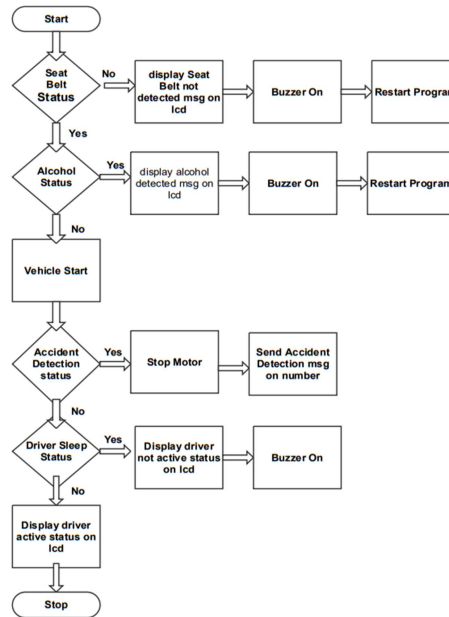 Start
Seat
Belt
Status
No
display Seat
Belt not
detected msg on
lcd
Buzzer On
Restart Program
Yes
Alcohol
Status
Yes
display alcohol
detected msg on
lcd
Buzzer On
Restart Program
No
Vehicle Start
Accident
Detection
status
Yes
Stop Motor
Send Accident
Detection msg
on number
No
Driver Sleep
Status
Yes
Display driver
not active status
on lcd
Buzzer On
No
Display driver
active status on
lcd
Stop